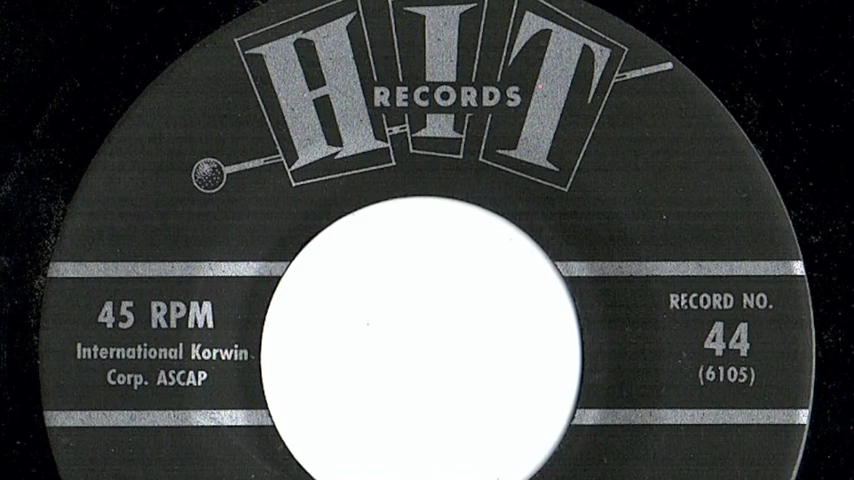 HIT
RECORDS
45 RPM
International Korwin
Corp. ASCAP
RECORD NO.
44
(6105)